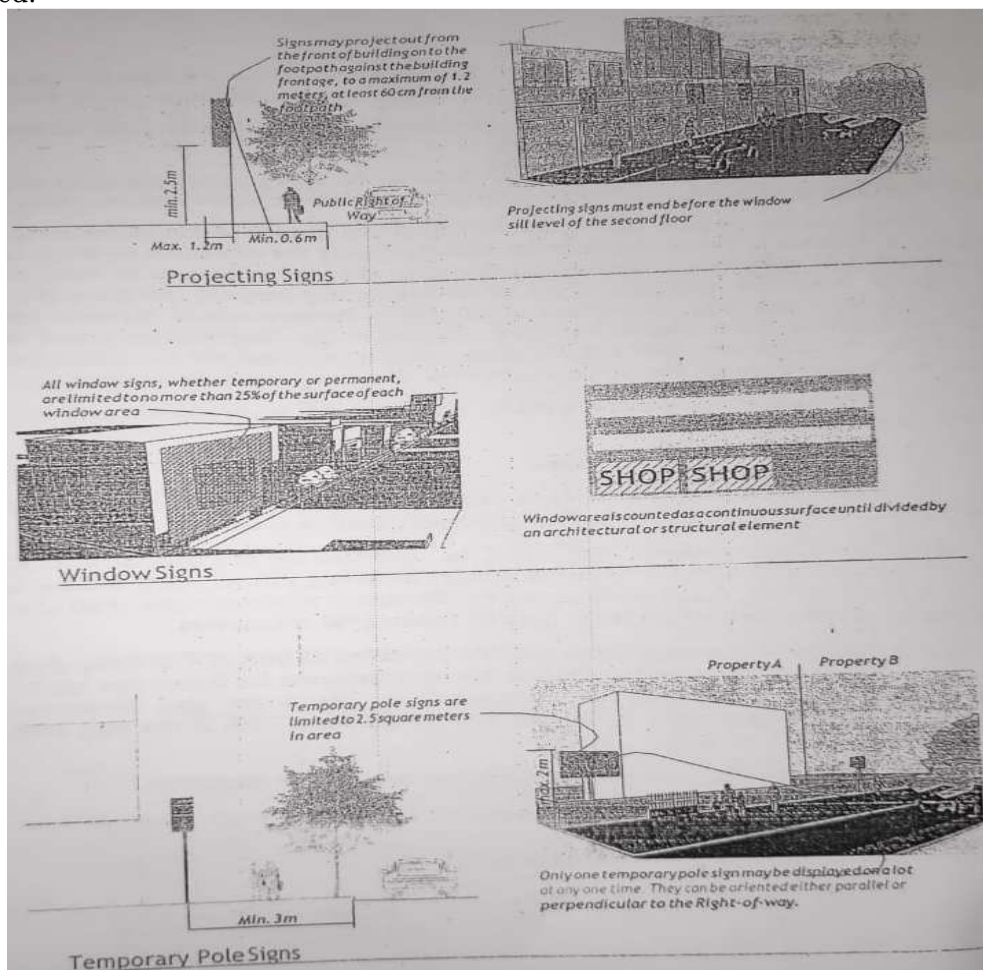 ed.
Signs may project out from
the front of building on to the
footpath against the building
frontage, to a maximum of 1.2
meters, at least 60 cm from the
footpath
min. 2.5m
Public Right of
Way
Max. 1.2m
Min. 0.6m
Projecting signs must end before the window
sill level of the second floor
Projecting Signs
All window signs, whether temporary or permanent,
are limited to no more than 25% of the surface of each
window area
SHOP SHOP
Window area is counted as a continuous surface until divided by
an architectural or structural element
Window Signs
Property A
Property B
Temporary pole signs are
limited to 2.5 square meters
in area
max. 2m
Only one temporary pole sign may be displayed on a lot
at any one time. They can be oriented either parallel or
perpendicular to the Right-of-way.
Min. 3m
Temporary Pole Signs